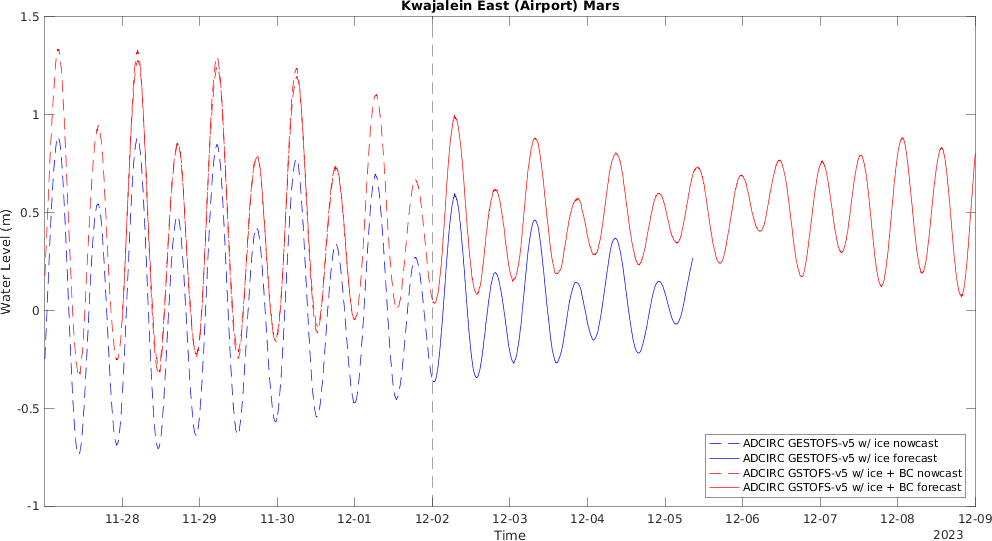 Kwajalein East (Airport) Mars
1.5
1
0.5
0
-0.5
-1
Water Level (m)
11-28 11-29 11-30 12-01 12-02 12-03 12-04 12-05 12-06 12-07 12-08 12-09
Time
2023
ADCIRC GESTOFS-v5 w/ ice nowcast
ADCIRC GESTOFS-v5 w/ ice forecast
ADCIRC GSTOFS-v5 w/ ice + BC nowcast
ADCIRC GSTOFS-v5 w/ ice + BC forecast